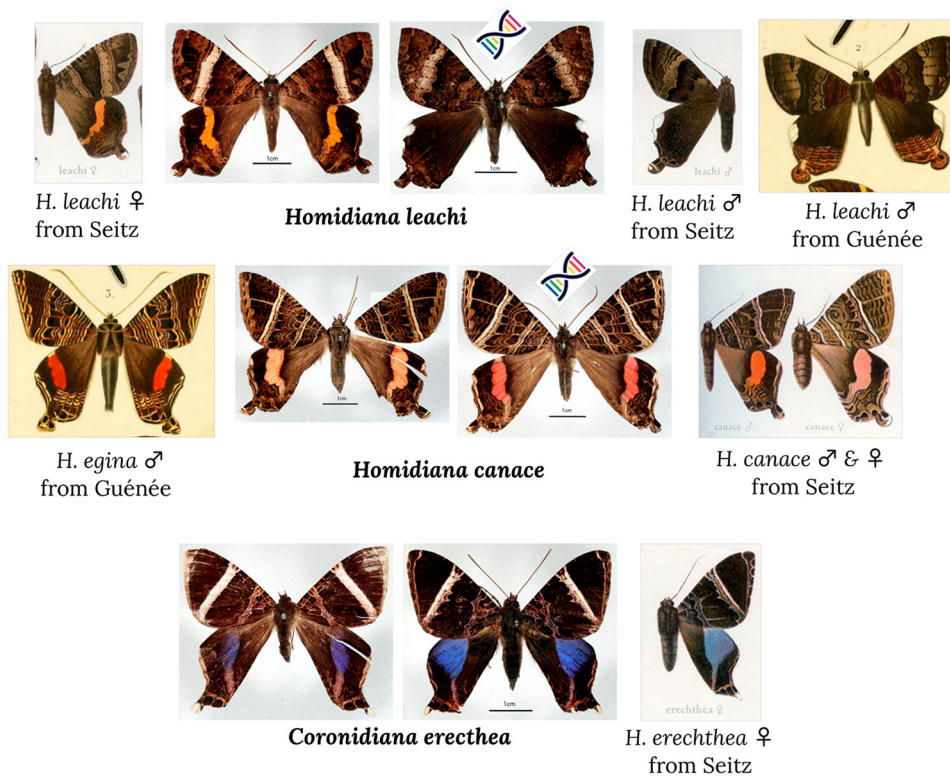 2.
leachi ♀
1cm
1cm
leachi ♂
H. leachi ♀
from Seitz
Homidiana leachi
H. leachi ♂
from Seitz
H. leachi ♂
from Guénée
3.
1cm
1cm
canace ♂
canace ♀
H. egina ♂
from Guénée
Homidiana canace
H. canace ♂ & ♀
from Seitz
1cm
erechthea ♀
Coronidiana erecthea
H. erechthea ♀
from Seitz